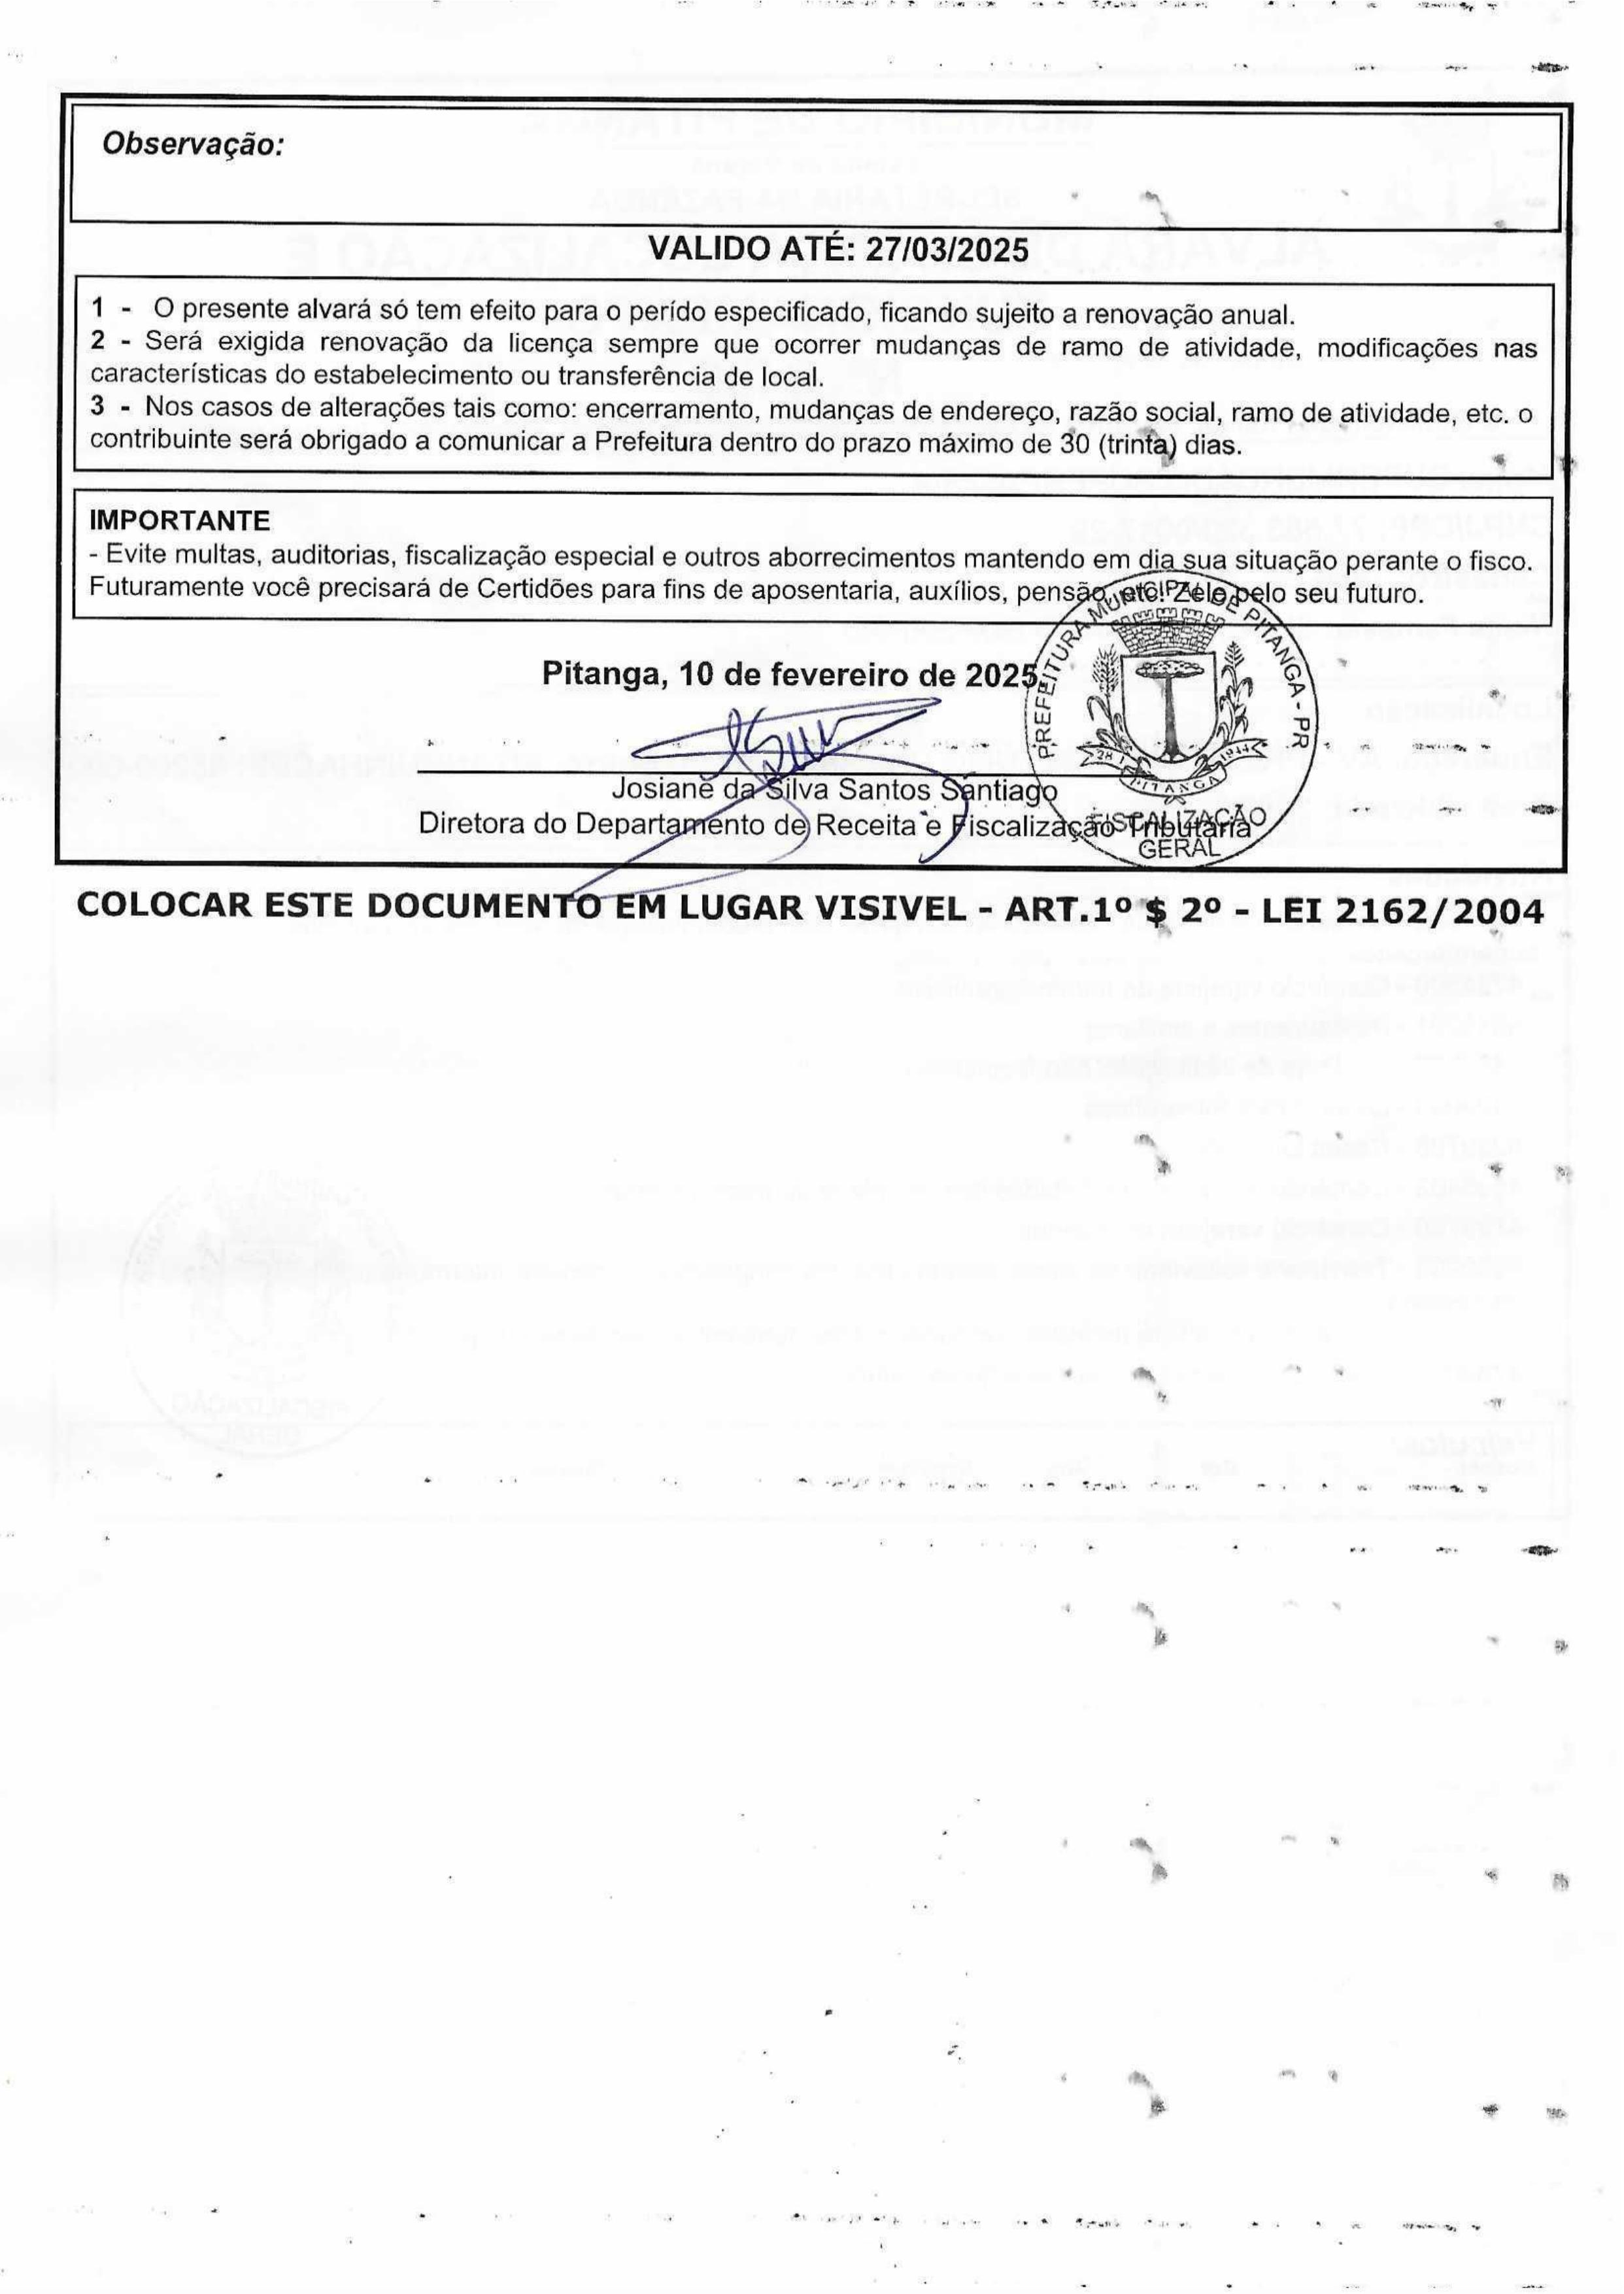 Observação:
VALIDO ATÉ: 27/03/2025
1 - O presente alvará só tem efeito para o perído especificado, ficando sujeito a renovação anual.
2 - Será exigida renovação da licença sempre que ocorrer mudanças de ramo de atividade, modificações nas
características do estabelecimento ou transferência de local.
3 - Nos casos de alterações tais como: encerramento, mudanças de endereço, razão social, ramo de atividade, etc. o
contribuinte será obrigado a comunicar a Prefeitura dentro do prazo máximo de 30 (trinta) dias.
IMPORTANTE
- Evite multas, auditorias, fiscalização especial e outros aborrecimentos mantendo em dia sua situação perante o fisco.
Futuramente você precisará de Certidões para fins de aposentaria, auxílios, pensão, etc. Zele pelo seu futuro.
PREFEITURA MUNICIPAL DE PITANGA - PR
Pitanga, 10 de fevereiro de 2025
PITANGA
Josiane da Silva Santos Santiago
Diretora do Departamento de Receita e Fiscalização Tributária
FISCALIZAÇÃO
GERAL
COLOCAR ESTE DOCUMENTO EM LUGAR VISIVEL - ART.1º $ 2º - LEI 2162/2004